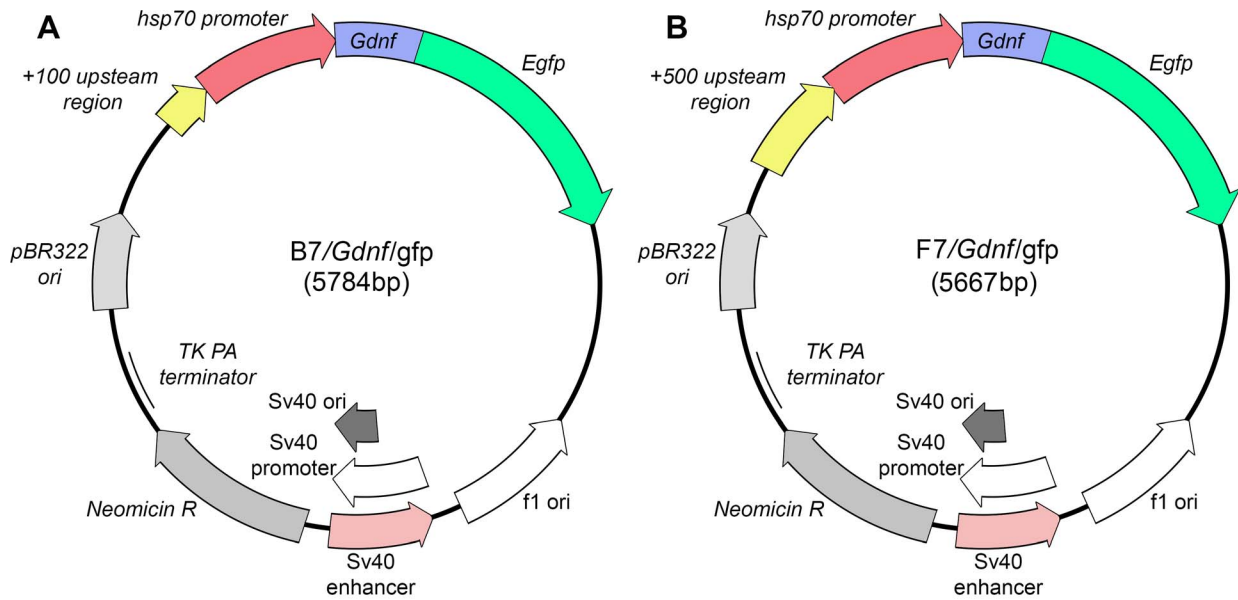 A
hsp70 promoter
Gdnf
Egfp
+100 upsteam
region
pBR322
ori
B7/Gdnf/gfp
(5784bp)
TK PA
terminator
Sv40 ori
Sv40
promoter
Neomicin R
Sv40
enhancer
f1 ori
B
hsp70 promoter
Gdnf
Egfp
+500 upsteam
region
pBR322
ori
F7/Gdnf/gfp
(5667bp)
TK PA
terminator
Sv40 ori
Sv40
promoter
Neomicin R
Sv40
enhancer
f1 ori